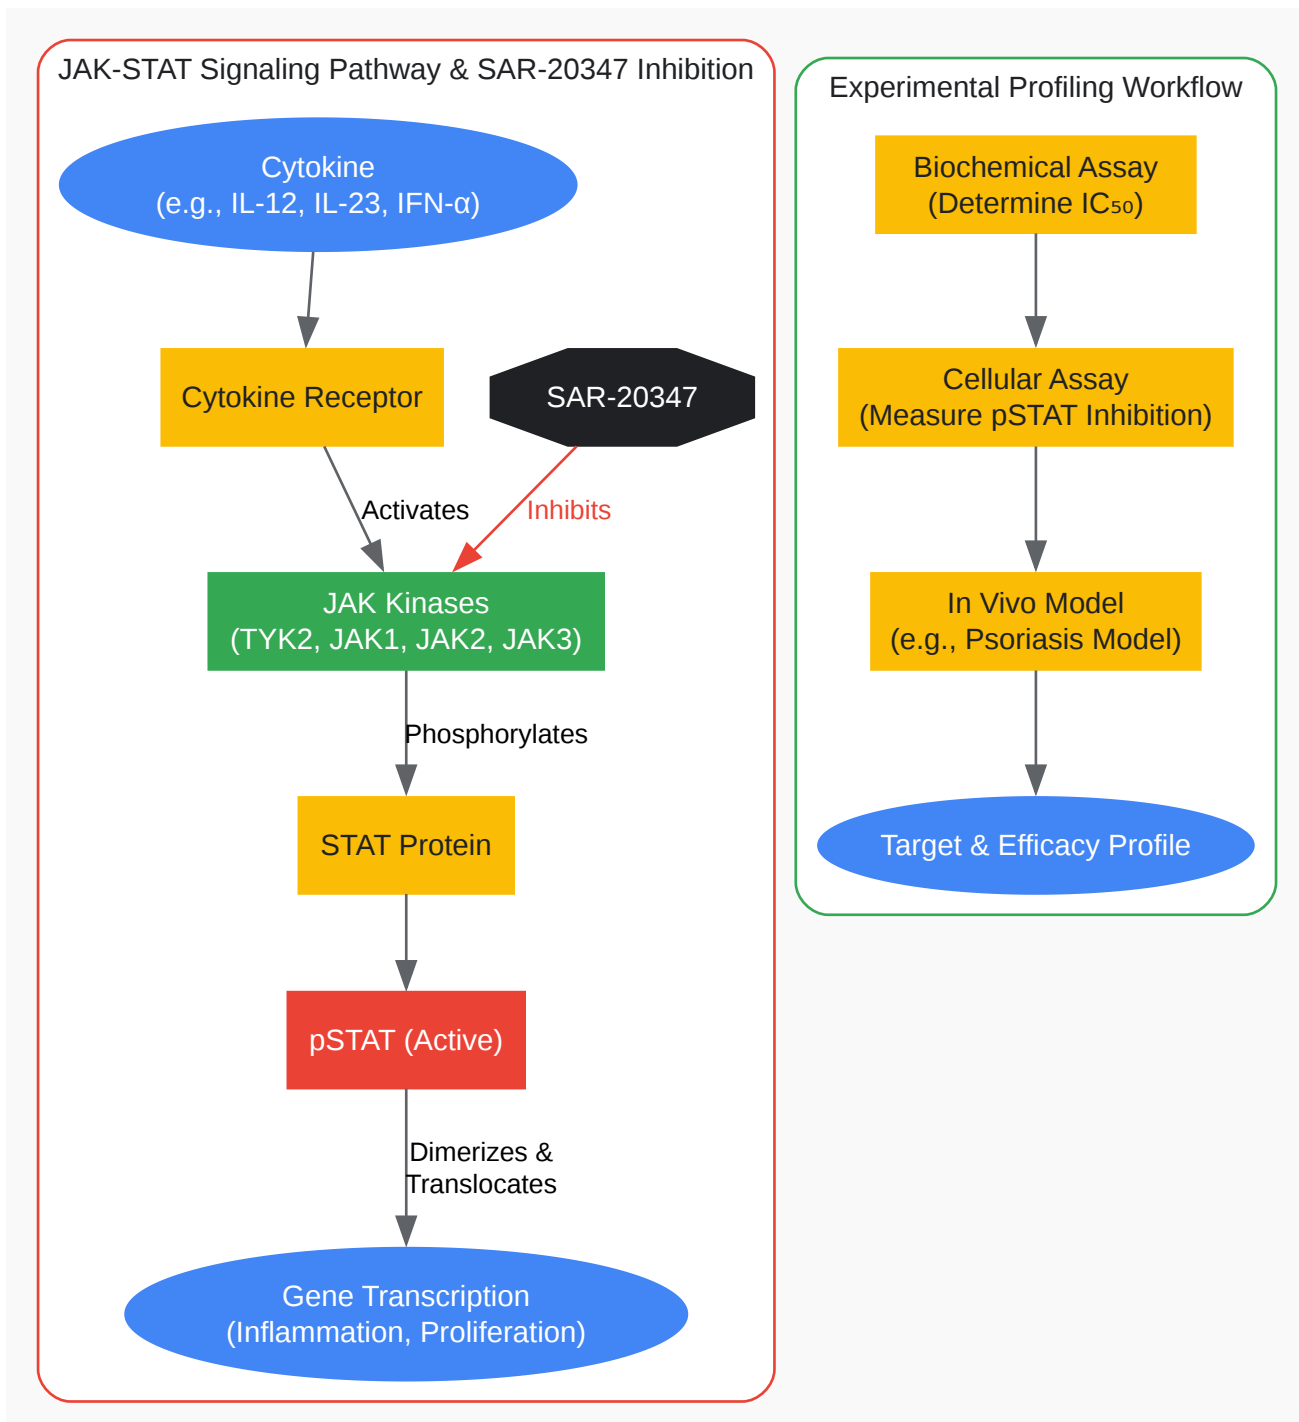 JAK-STAT Signaling Pathway & SAR-20347 Inhibition
Cytokine
(e.g., IL-12, IL-23, IFN-α)
Cytokine Receptor
SAR-20347
Activates
Inhibits
JAK Kinases
(TYK2, JAK1, JAK2, JAK3)
Phosphorylates
STAT Protein
pSTAT (Active)
Dimerizes &
Translocates
Gene Transcription
(Inflammation, Proliferation)
Experimental Profiling Workflow
Biochemical Assay
(Determine IC₅₀)
Cellular Assay
(Measure pSTAT Inhibition)
In Vivo Model
(e.g., Psoriasis Model)
Target & Efficacy Profile